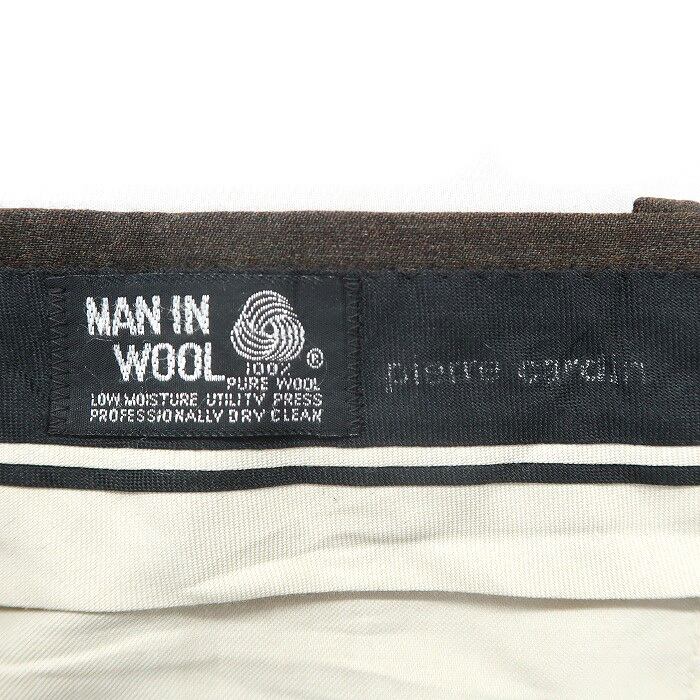 MAN IN
WOOL
100%
®
PURE WOOL
LOW MOISTURE UTILITY PRESS
PROFESSIONALLY DRY CLEAN
pierre cardin